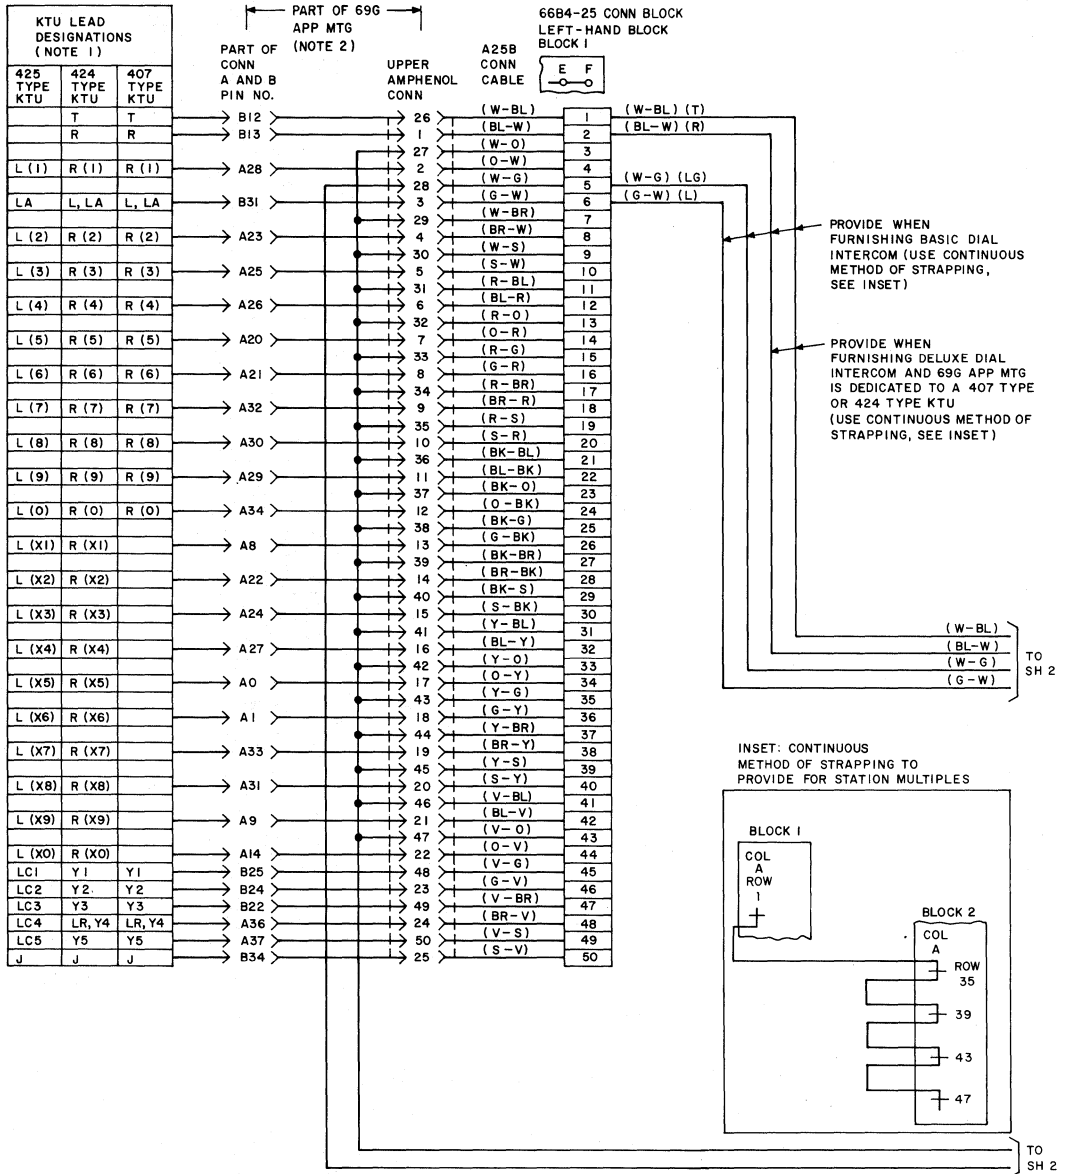 PART OF 69G
APP MTG
(NOTE 2)
66B4-25 CONN BLOCK
LEFT-HAND BLOCK
BLOCK 1
E F
KTU LEAD
DESIGNATIONS
(NOTE 1)
PART OF
CONN
A AND B
PIN NO.
UPPER
AMPHENOL
CONN
A25B
CONN
CABLE
425
TYPE
KTU
424
TYPE
KTU
407
TYPE
KTU
T T B12 26 (W-BL) 1 (W-BL) (T)
R R B13 1 (BL-W) 2 (BL-W) (R)
27 (W-O) 3
L (1) R (1) R (1) A28 2 (O-W) 4
28 (W-G) 5 (W-G) (LG)
LA L, LA L, LA B31 3 (G-W) 6 (G-W) (L)
29 (W-BR) 7
L (2) R (2) R (2) A23 4 (BR-W) 8
30 (W-S) 9
L (3) R (3) R (3) A25 5 (S-W) 10
31 (R-BL) 11
L (4) R (4) R (4) A26 6 (BL-R) 12
32 (R-O) 13
L (5) R (5) R (5) A20 7 (O-R) 14
33 (R-G) 15
L (6) R (6) R (6) A21 8 (G-R) 16
34 (R-BR) 17
L (7) R (7) R (7) A32 9 (BR-R) 18
35 (R-S) 19
L (8) R (8) R (8) A30 10 (S-R) 20
36 (BK-BL) 21
L (9) R (9) R (9) A29 11 (BL-BK) 22
37 (BK-O) 23
L (0) R (0) R (0) A34 12 (O-BK) 24
38 (BK-G) 25
L (X1) R (X1) A8 13 (G-BK) 26
39 (BK-BR) 27
L (X2) R (X2) A22 14 (BR-BK) 28
40 (BK-S) 29
L (X3) R (X3) A24 15 (S-BK) 30
41 (Y-BL) 31
L (X4) R (X4) A27 16 (BL-Y) 32
42 (Y-O) 33
L (X5) R (X5) A0 17 (O-Y) 34
43 (Y-G) 35
L (X6) R (X6) A1 18 (G-Y) 36
44 (Y-BR) 37
L (X7) R (X7) A33 19 (BR-Y) 38
45 (Y-S) 39
L (X8) R (X8) A31 20 (S-Y) 40
46 (V-BL) 41
L (X9) R (X9) A9 21 (BL-V) 42
47 (V-O) 43
L (X0) R (X0) A14 22 (O-V) 44
LC1 Y1 Y1 B25 48 (V-G) 45
LC2 Y2 Y2 B24 23 (G-V) 46
LC3 Y3 Y3 B22 49 (V-BR) 47
LC4 LR, Y4 LR, Y4 A36 24 (BR-V) 48
LC5 Y5 Y5 A37 50 (V-S) 49
J J J B34 25 (S-V) 50
PROVIDE WHEN
FURNISHING BASIC DIAL
INTERCOM (USE CONTINUOUS
METHOD OF STRAPPING,
SEE INSET)
PROVIDE WHEN
FURNISHING DELUXE DIAL
INTERCOM AND 69G APP MTG
IS DEDICATED TO A 407 TYPE
OR 424 TYPE KTU
(USE CONTINUOUS METHOD OF
STRAPPING, SEE INSET)
(W-BL)
(BL-W)
(W-G)
(G-W)
TO
SH 2
INSET: CONTINUOUS
METHOD OF STRAPPING TO
PROVIDE FOR STATION MULTIPLES
BLOCK 1
COL
A
ROW
1
BLOCK 2
COL
A
ROW
35
39
43
47
TO
SH 2